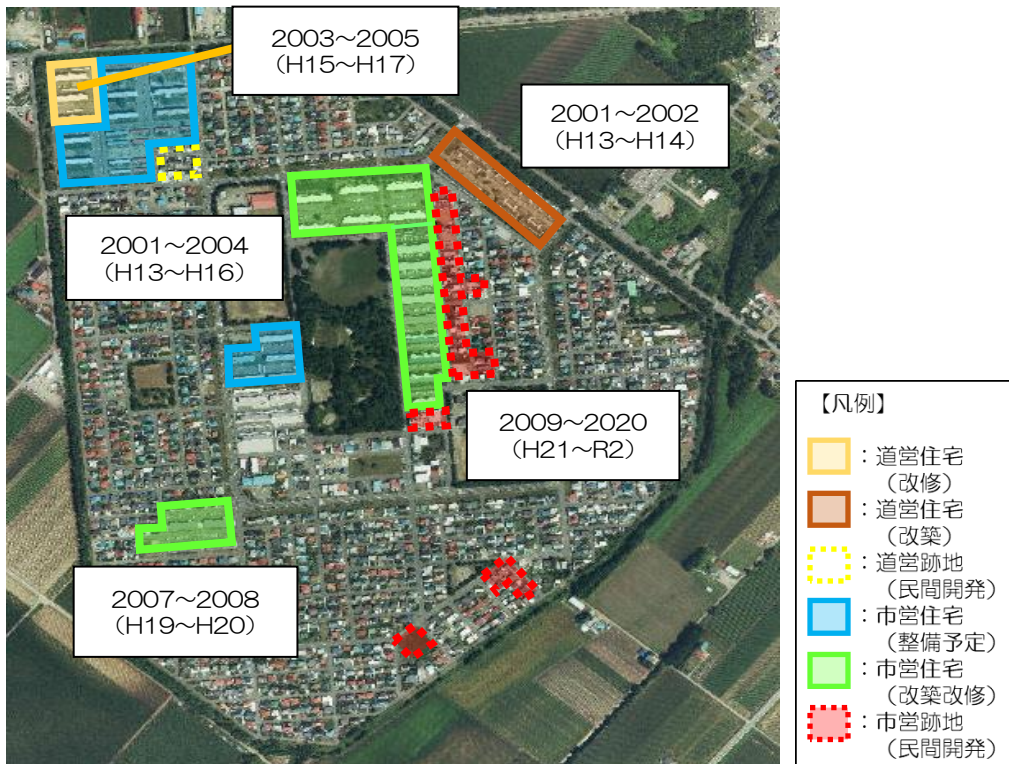 2003～2005
（H15～H17）
2001～2002
（H13～H14）
2001～2004
（H13～H16）
2009～2020
（H21～R2）
2007～2008
（H19～H20）
【凡例】
：道営住宅
（改修）
：道営住宅
（改築）
：道営跡地
（民間開発）
：市営住宅
（整備予定）
：市営住宅
（改築改修）
：市営跡地
（民間開発）